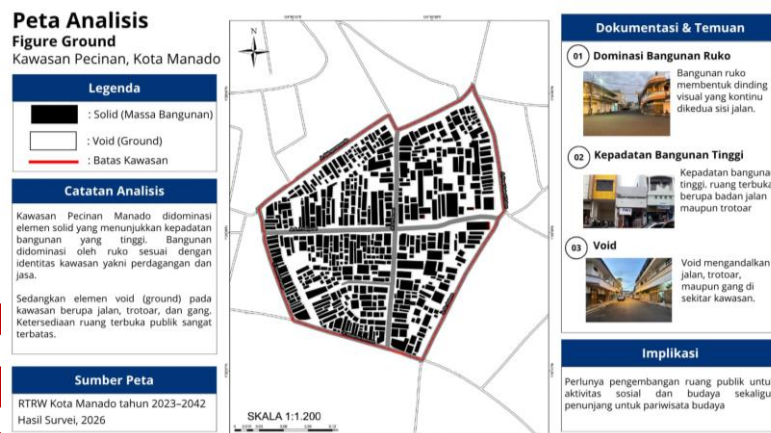 Peta Analisis
Figure Ground
Kawasan Pecinan, Kota Manado
Legenda
: Solid (Massa Bangunan)
: Void (Ground)
: Batas Kawasan
Catatan Analisis
Kawasan Pecinan Manado didominasi
elemen solid yang menunjukkan kepadatan
bangunan yang tinggi. Bangunan
didominasi oleh ruko sesuai dengan
identitas kawasan yakni perdagangan dan
jasa.
Sedangkan elemen void (ground) pada
kawasan berupa jalan, trotoar, dan gang.
Ketersediaan ruang terbuka publik sangat
terbatas.
Sumber Peta
RTRW Kota Manado tahun 2023–2042
Hasil Survei, 2026
N
SKALA 1:1.200
Dokumentasi & Temuan
01 Dominasi Bangunan Ruko
Bangunan ruko
membentuk dinding
visual yang kontinu
dikedua sisi jalan.
02 Kepadatan Bangunan Tinggi
Kepadatan banguna
tinggi. ruang terbuka
berupa badan jalan
maupun trotoar
03 Void
Void mengandalkan
jalan, trotoar,
maupun gang di
sekitar kawasan.
Implikasi
Perlunya pengembangan ruang publik untu
aktivitas sosial dan budaya sekaligu
penunjang untuk pariwisata budaya